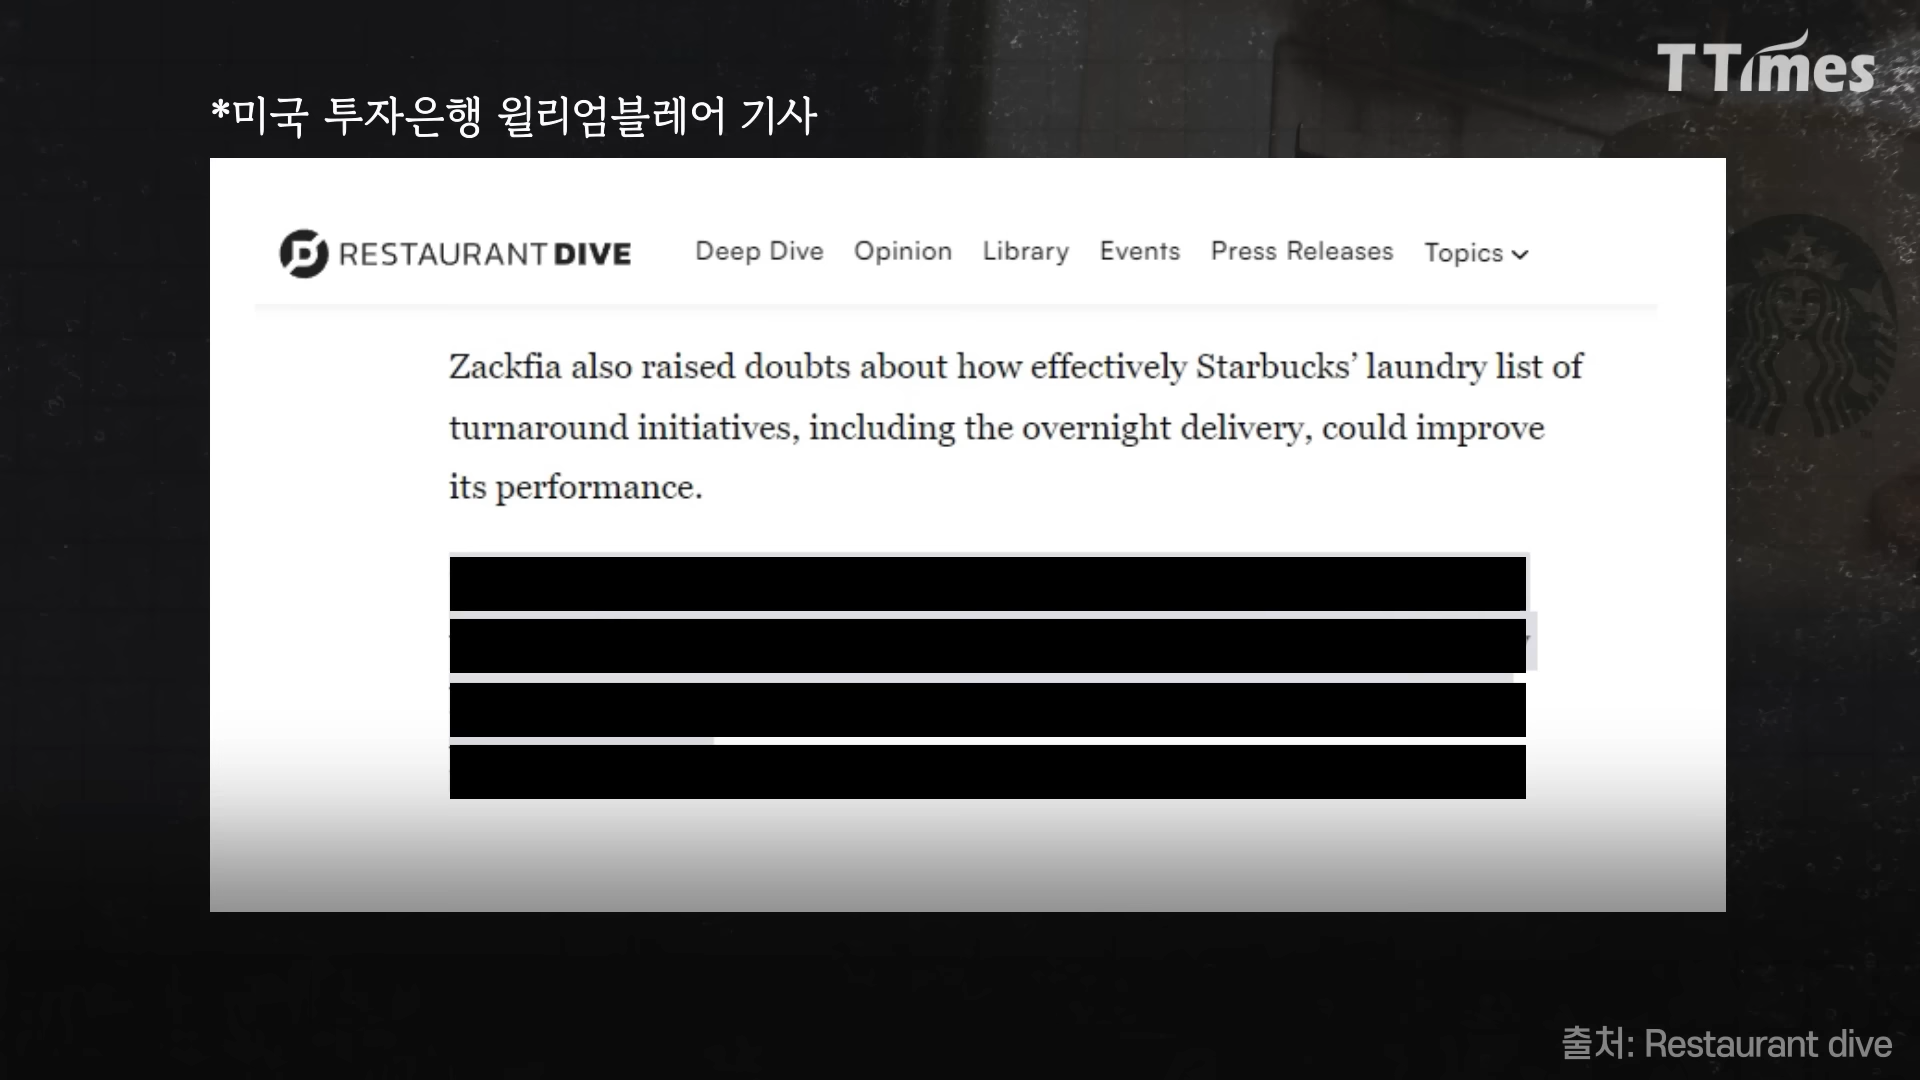 TTimes
*미국 투자은행 윌리엄블레어 기사
RESTAURANT DIVE
Deep Dive Opinion Library Events Press Releases Topics
Zackfia also raised doubts about how effectively Starbucks’ laundry list of
turnaround initiatives, including the overnight delivery, could improve
its performance.
출처: Restaurant dive